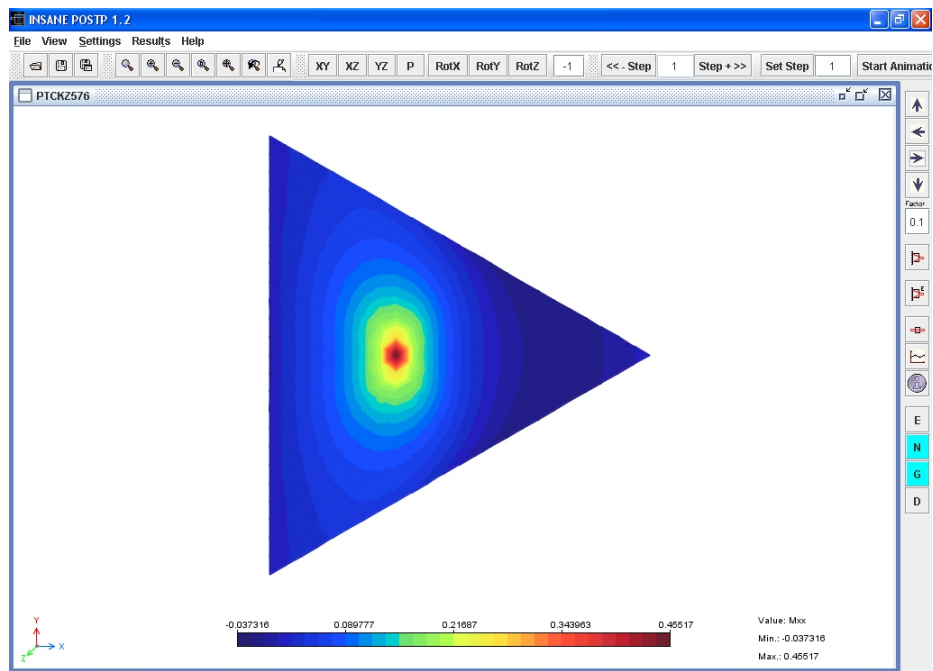 INSANE POSTP 1.2
File View Settings Results Help
XY XZ YZ P RotX RotY RotZ -1 << - Step 1 Step + >> Set Step 1 Start Animatio
PTCKZ576
Factor
0.1
E
E
N
G
D
-0.037316 0.089777 0.21687 0.343963 0.45517
Value: Mxx
Min.: -0.037316
Max.: 0.45517
Y
X
Z